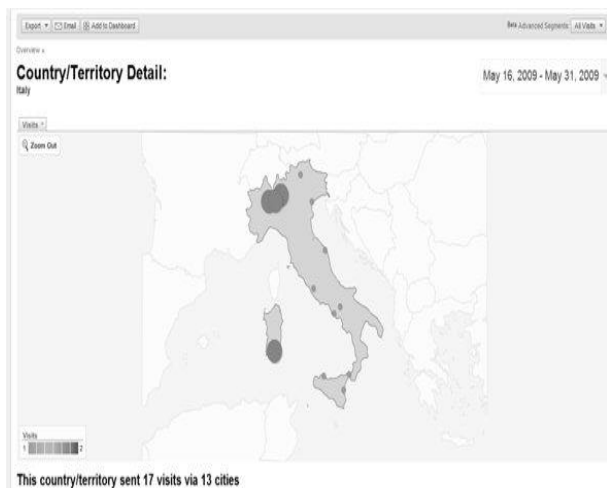 Export Email Add to Dashboard Beta Advanced Segments: All Visits
Overview »
Country/Territory Detail:
Italy
May 16, 2009 - May 31, 2009
Visits
Zoom Out
Visits
1 2
This country/territory sent 17 visits via 13 cities